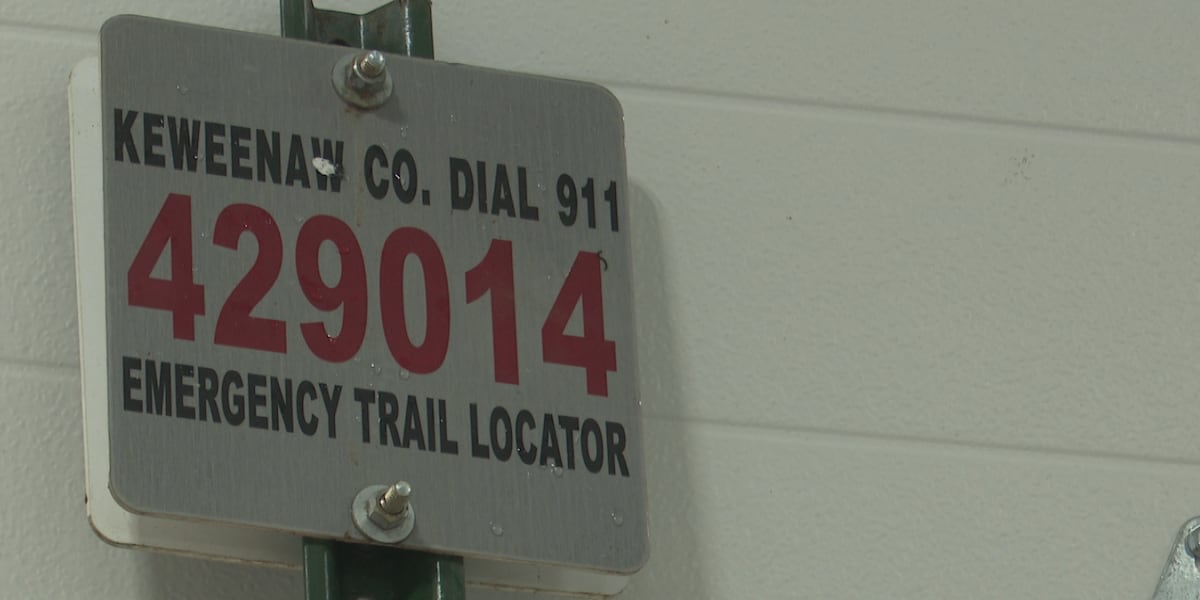 KEWEENAW CO. DIAL 911
429014
EMERGENCY TRAIL LOCATOR